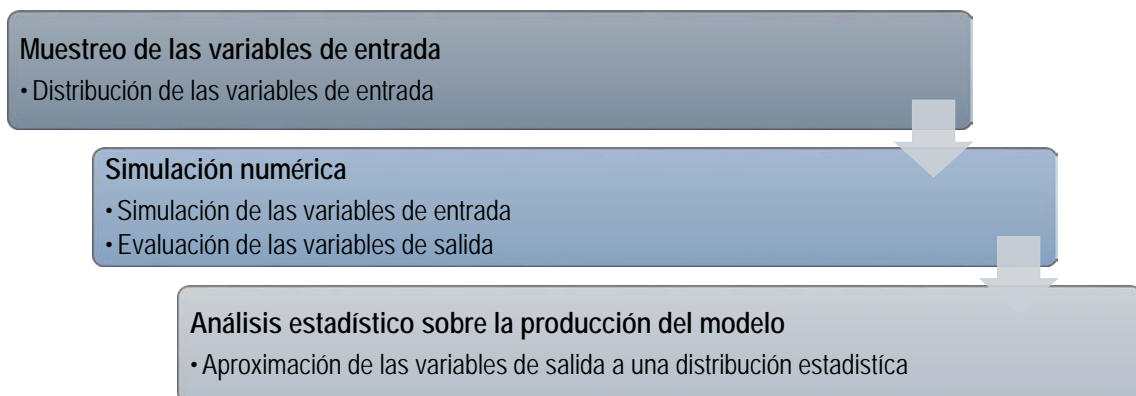 Muestreo de las variables de entrada
• Distribución de las variables de entrada
Simulación numérica
• Simulación de las variables de entrada
• Evaluación de las variables de salida
Análisis estadístico sobre la producción del modelo
• Aproximación de las variables de salida a una distribución estadistíca